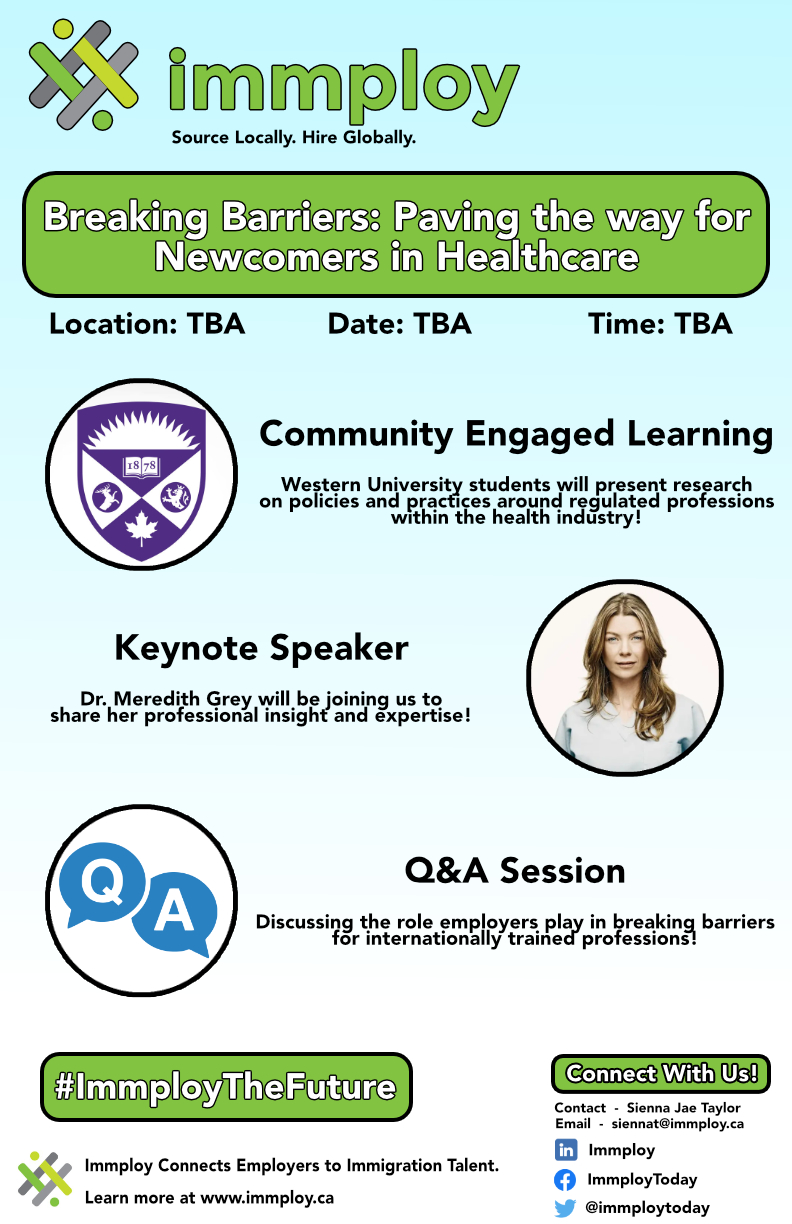 immploy
Source Locally. Hire Globally.
Breaking Barriers: Paving the way for
Newcomers in Healthcare
Location: TBA Date: TBA Time: TBA
1878
Community Engaged Learning
Western University students will present research
on policies and practices around regulated professions
within the health industry!
Keynote Speaker
Dr. Meredith Grey will be joining us to
share her professional insight and expertise!
Q A
Q&A Session
Discussing the role employers play in breaking barriers
for internationally trained professions!
#ImmployTheFuture
Immploy Connects Employers to Immigration Talent.
Learn more at www.immploy.ca
Connect With Us!
Contact - Sienna Jae Taylor
Email - siennat@immploy.ca
in Immploy
f ImmployToday
@immploytoday